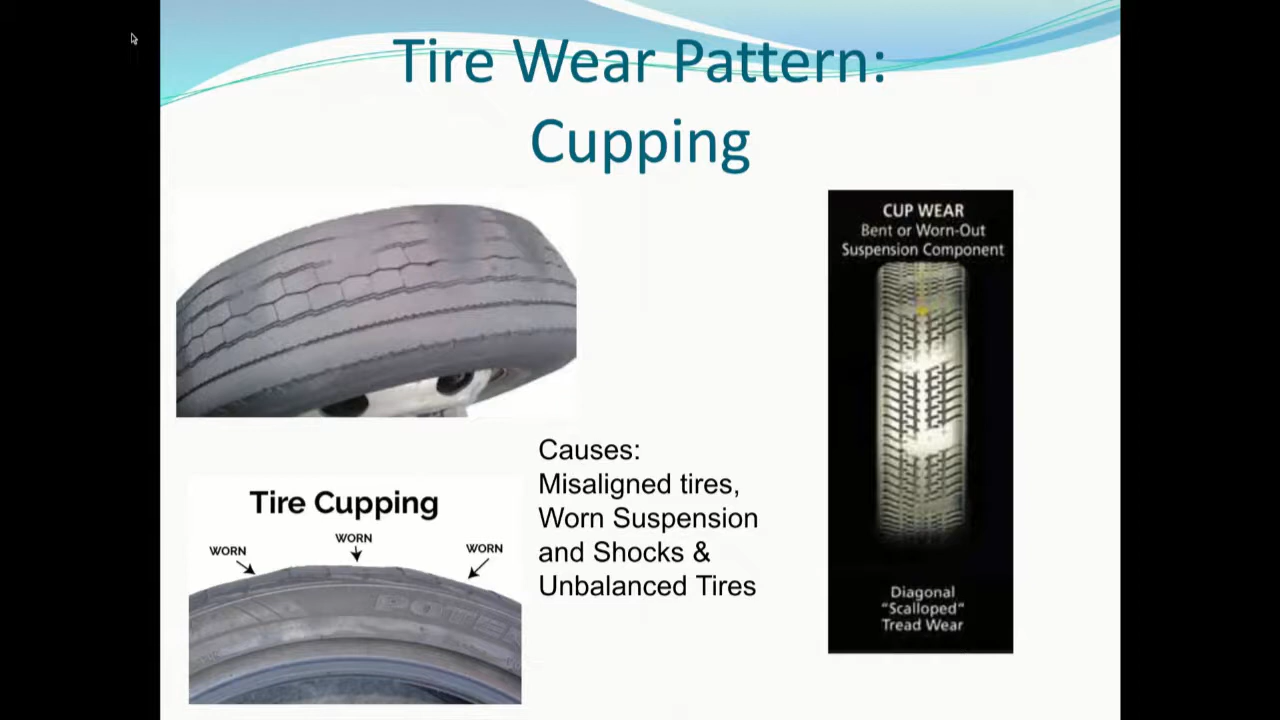 Tire Wear Pattern:
Cupping
CUP WEAR
Bent or Worn-Out
Suspension Component
Causes:
Misaligned tires,
Worn Suspension
and Shocks &
Unbalanced Tires
Tire Cupping
WORN
WORN
WORN
Diagonal
"Scalloped"
Tread Wear